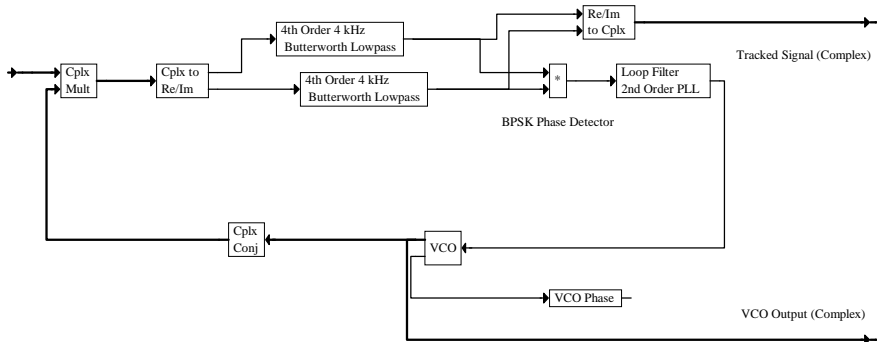 4th Order 4 kHz
Butterworth Lowpass
Re/Im
to Cplx
Tracked Signal (Complex)
Cplx
Mult
Cplx to
Re/Im
4th Order 4 kHz
Butterworth Lowpass
*
Loop Filter
2nd Order PLL
BPSK Phase Detector
Cplx
Conj
VCO
VCO Phase
VCO Output (Complex)